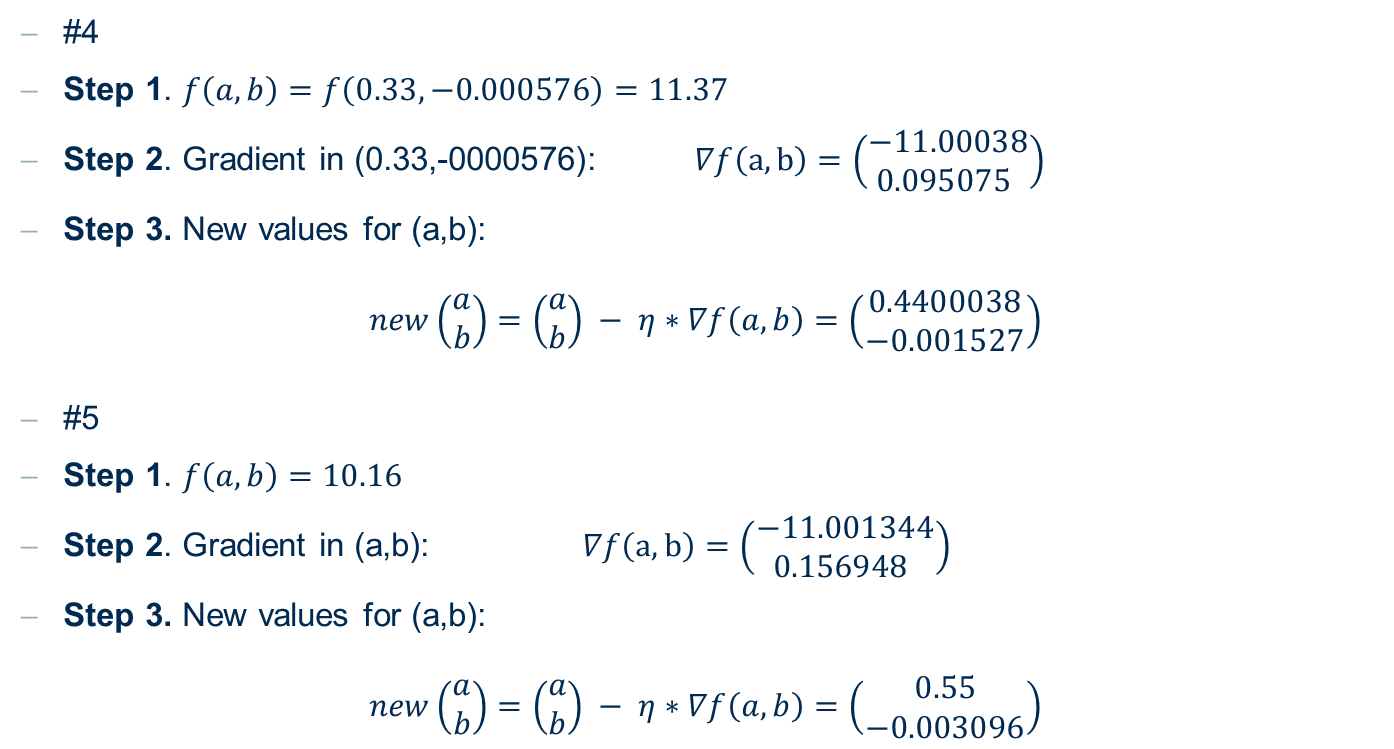 – #4
– Step 1. f(a, b) = f(0.33, −0.000576) = 11.37
– Step 2. Gradient in (0.33,-0000576): ∇f(a, b) = (−11.00038 0.095075)
– Step 3. New values for (a,b):
new (a b) = (a b) − η * ∇f(a, b) = (0.4400038 −0.001527)
– #5
– Step 1. f(a, b) = 10.16
– Step 2. Gradient in (a,b): ∇f(a, b) = (−11.001344 0.156948)
– Step 3. New values for (a,b):
new (a b) = (a b) − η * ∇f(a, b) = (0.55 −0.003096)